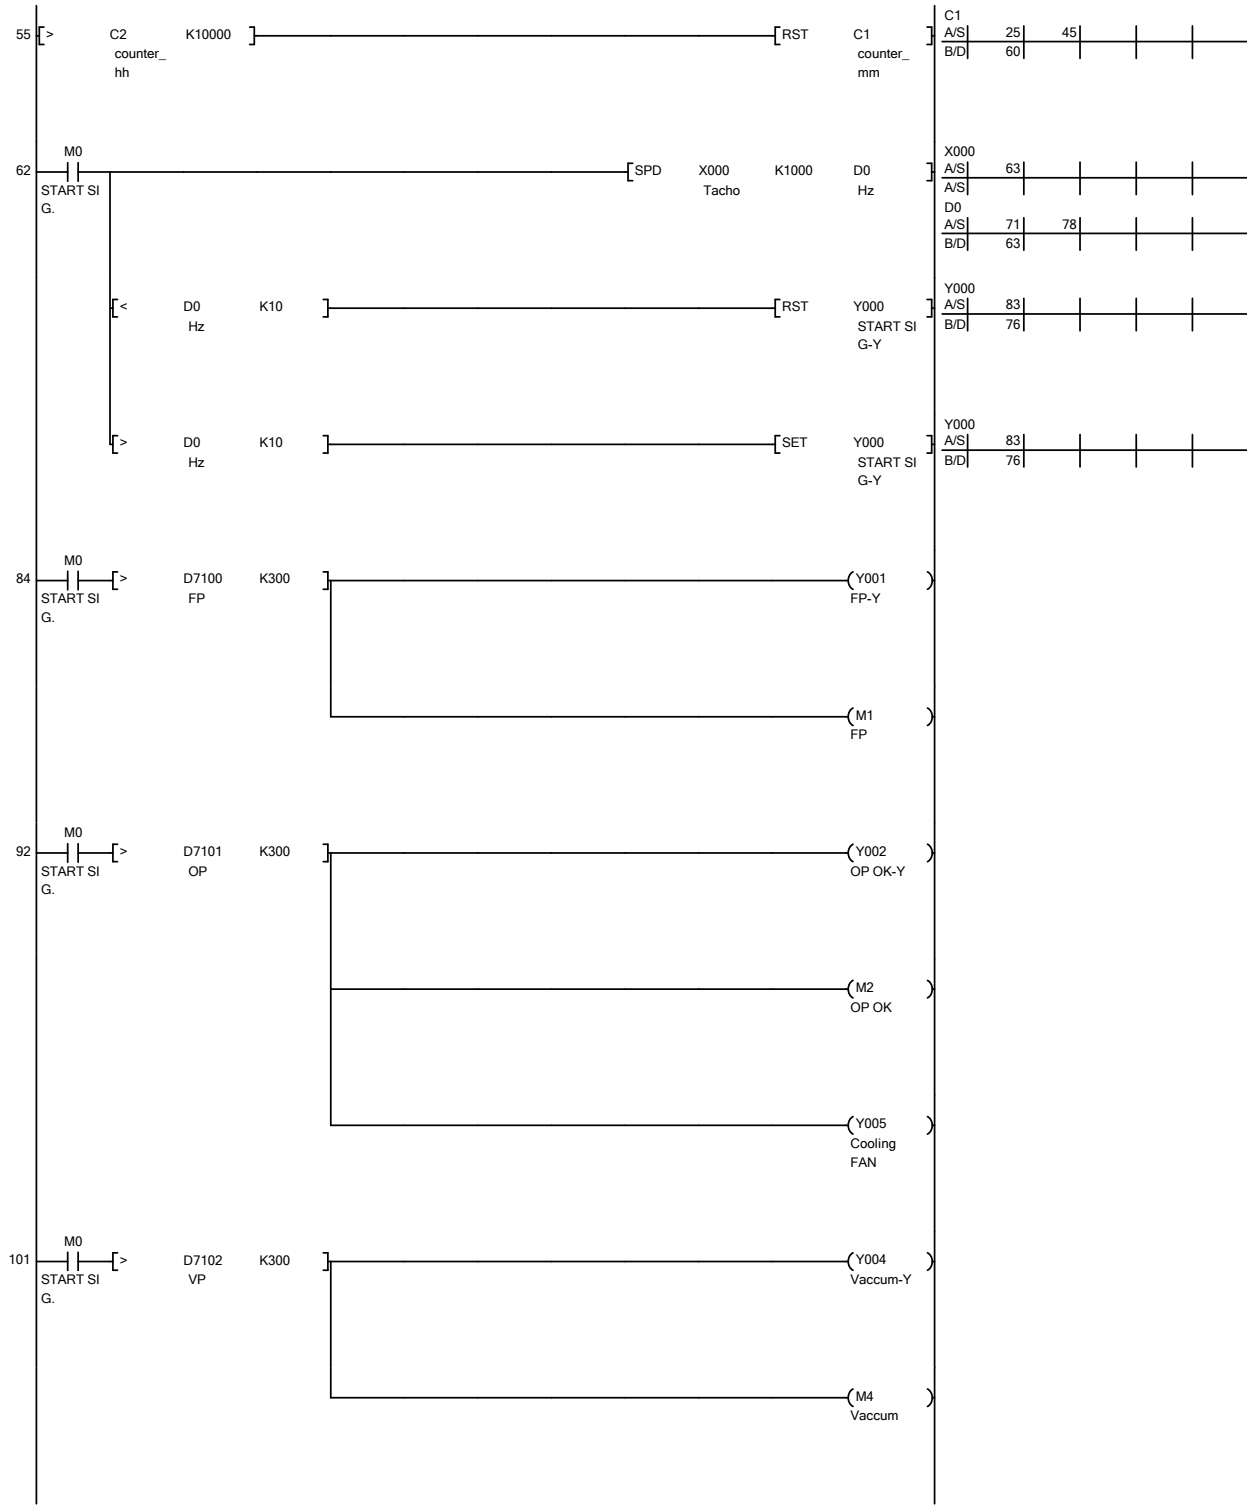 C1
55 > C2 K10000 RST C1 A/S 25 45
counter_ counter_ B/D 60
hh mm
M0 X000
62 SPD X000 K1000 D0 A/S 63
START SI Tacho Hz A/S
G. D0
A/S 71 78
B/D 63
Y000
< D0 K10 RST Y000 A/S 83
Hz START SI B/D 76
G-Y
Y000
> D0 K10 SET Y000 A/S 83
Hz START SI B/D 76
G-Y
M0
84 > D7100 K300 Y001
START SI FP FP-Y
G.
M1
FP
M0
92 > D7101 K300 Y002
START SI OP OP OK-Y
G.
M2
OP OK
Y005
Cooling
FAN
M0
101 > D7102 K300 Y004
START SI VP Vaccum-Y
G.
M4
Vaccum